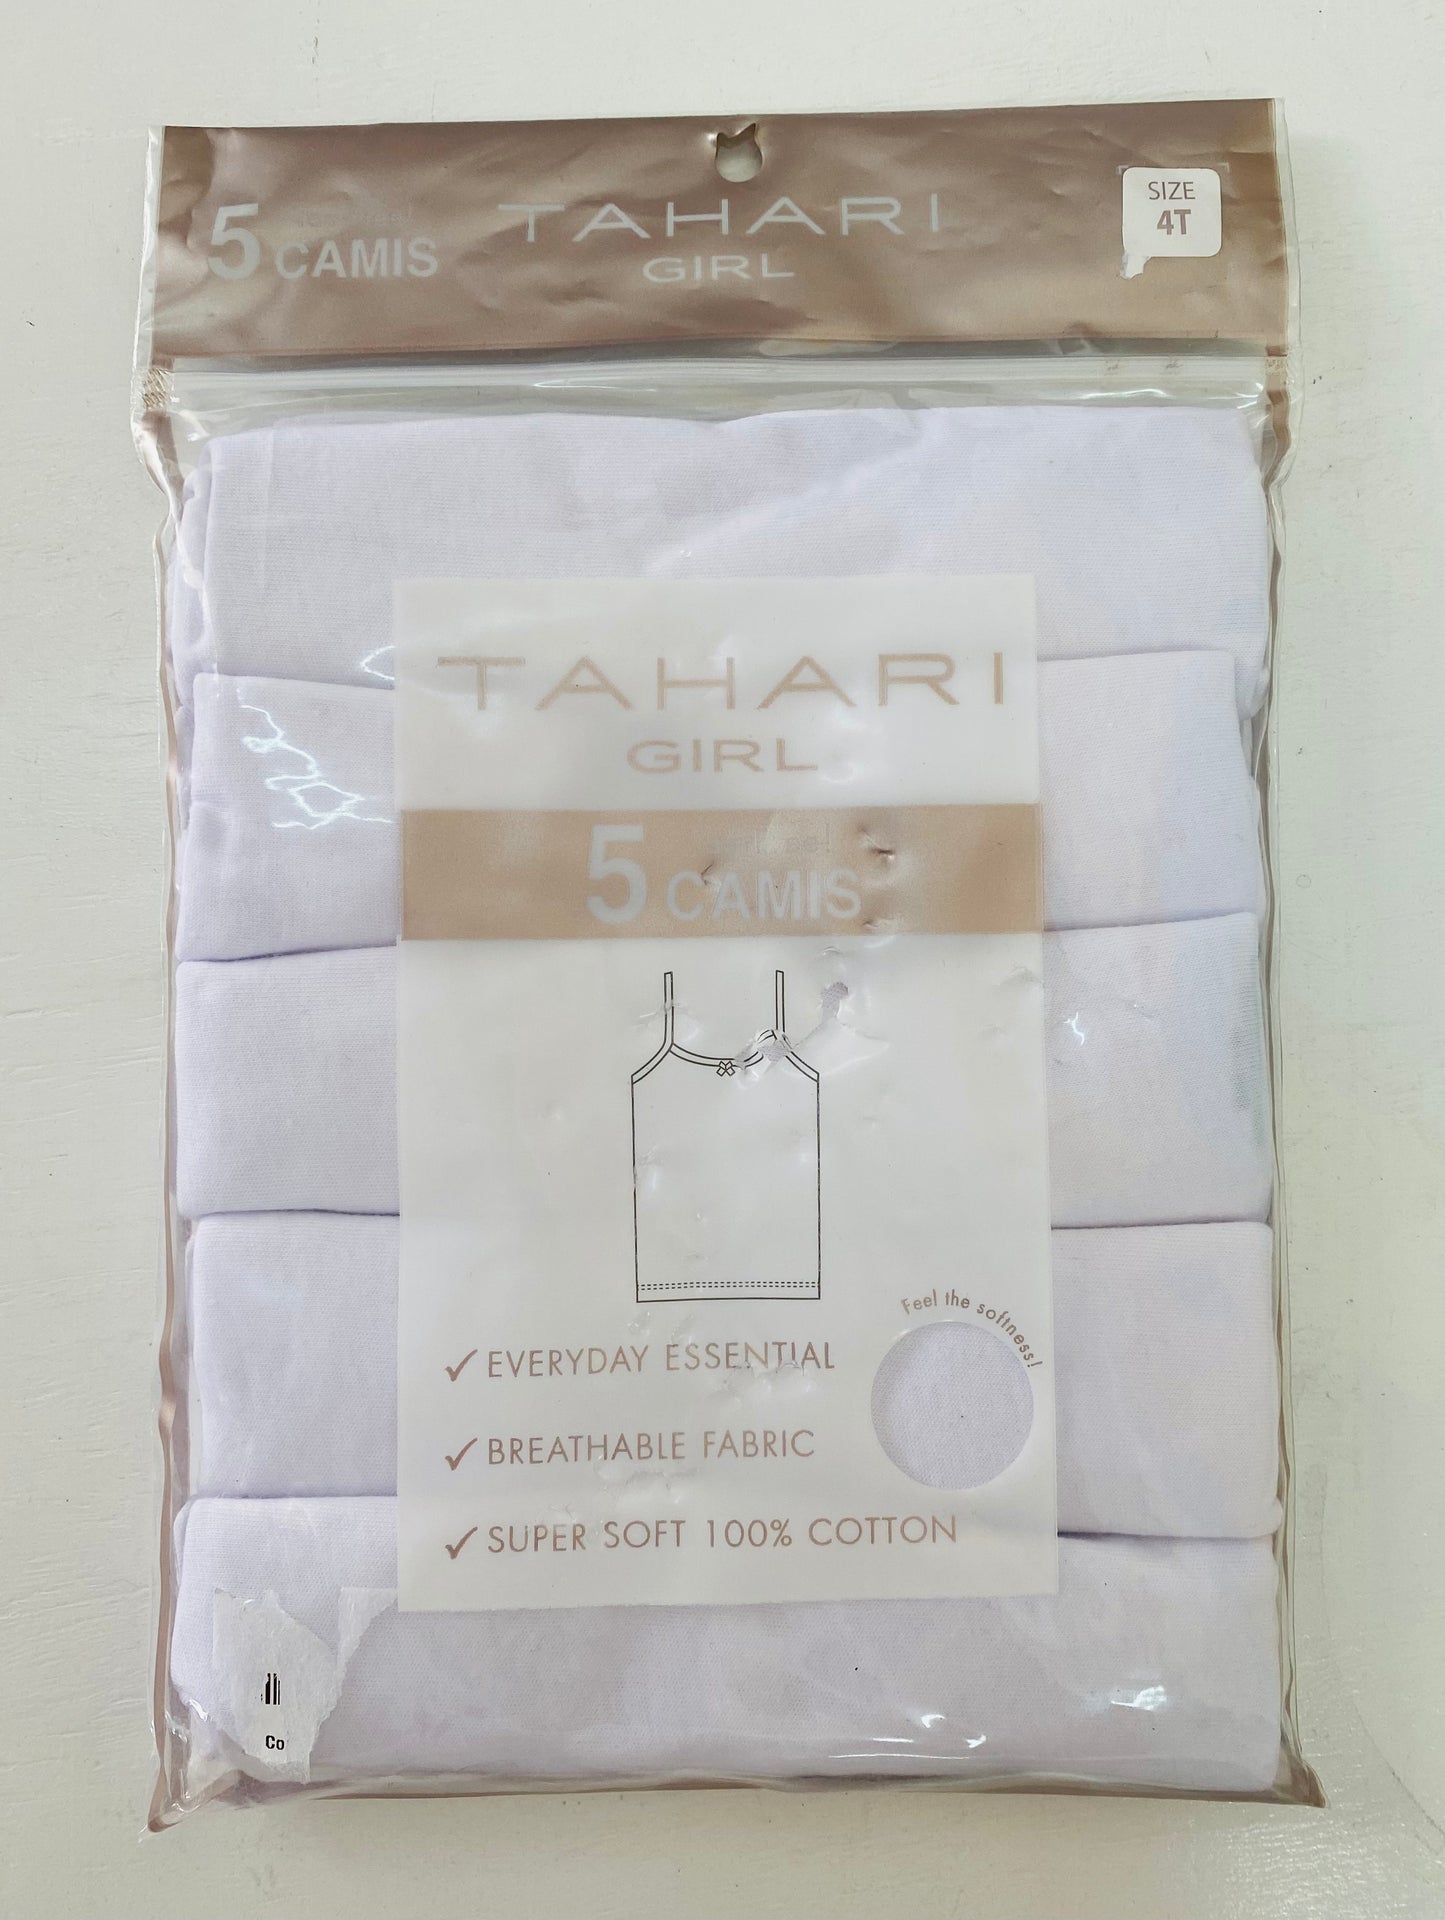 5 CAMIS
TAHARI
GIRL
SIZE
4T
TAHARI
GIRL
5 CAMIS
Feel the softness!
EVERYDAY ESSENTIAL
BREATHABLE FABRIC
SUPER SOFT 100% COTTON
Co